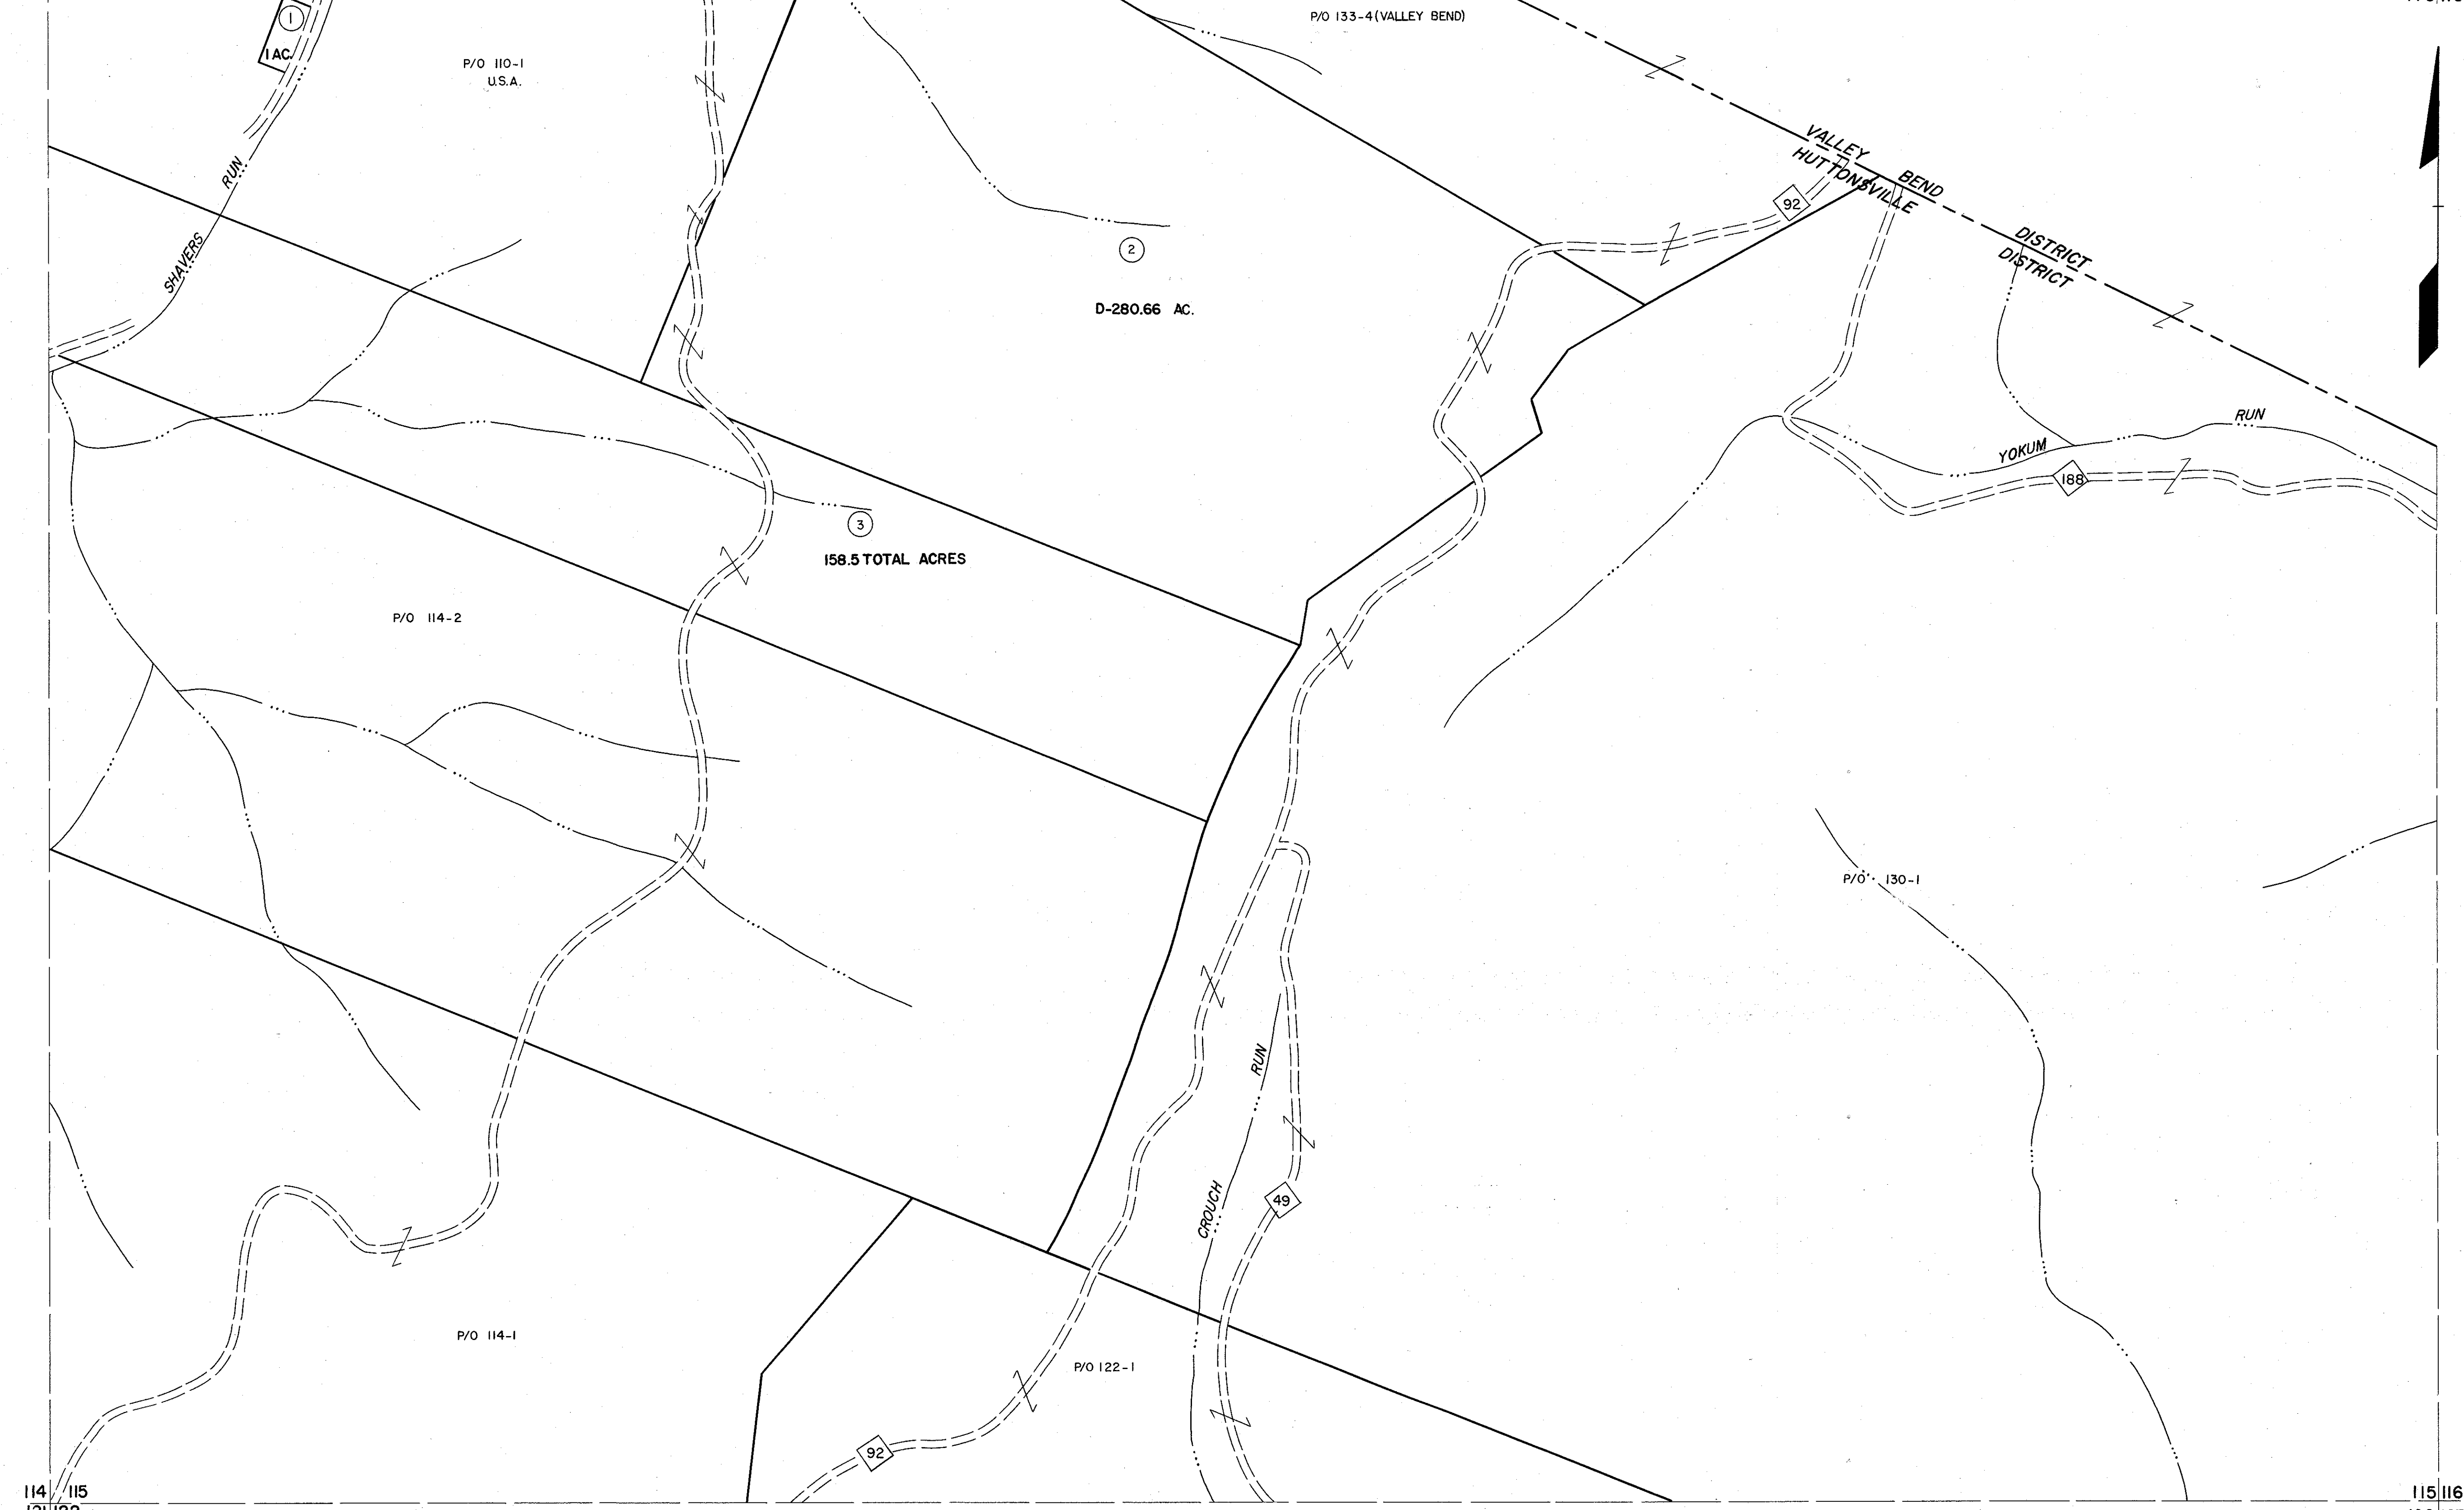 1
1 AC.
P/O 110-1
U.S.A.
P/O 133-4 (VALLEY BEND)
VALLEY BEND DISTRICT
HUTTONSVILLE DISTRICT
92
SHAVERS RUN
2
D-280.66 AC.
YOKUM RUN
188
3
158.5 TOTAL ACRES
P/O 114-2
P/O 130-1
CROUCH RUN
49
P/O 114-1
P/O 122-1
92
114 115
115 116